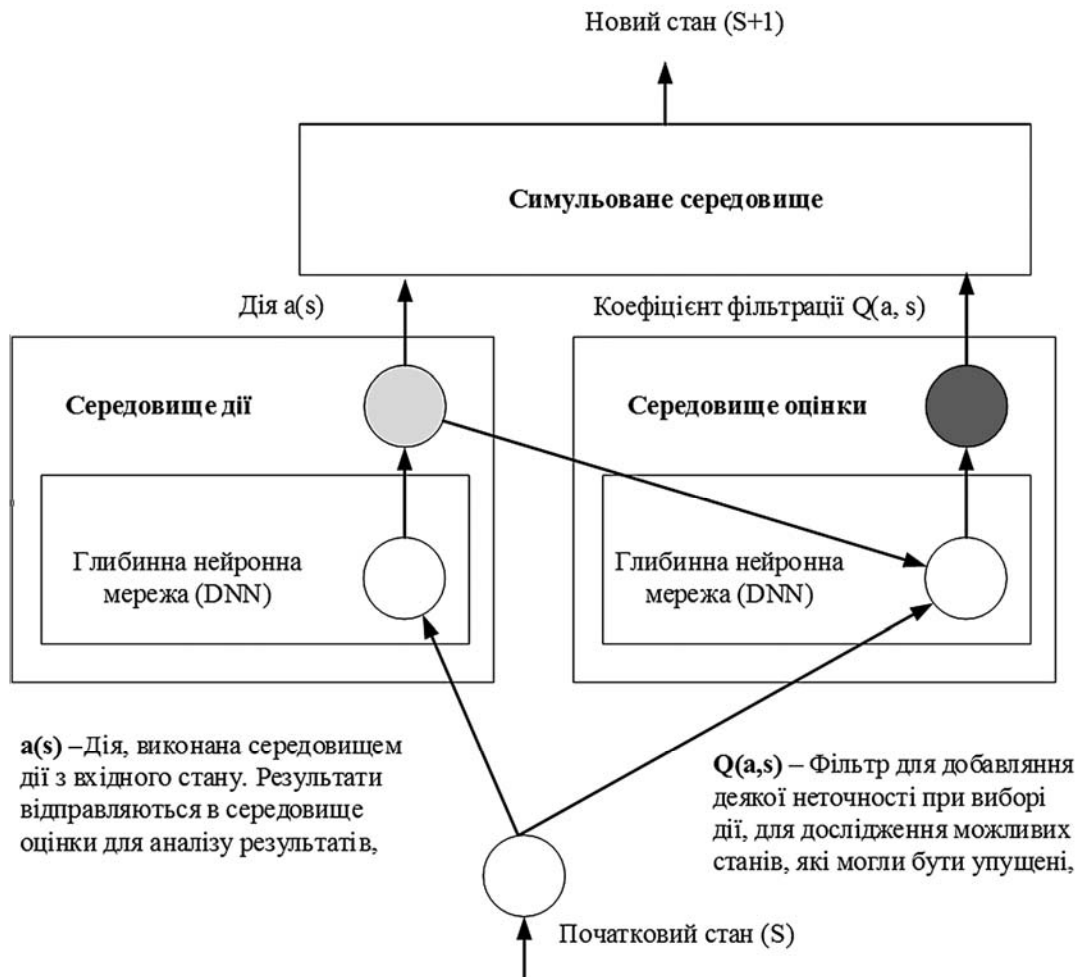 Новий стан (S+1)
Симульоване середовище
Дія a(s)
Коефіцієнт фільтрації Q(a, s)
Середовище дії
Середовище оцінки
Глибинна нейронна
мережа (DNN)
Глибинна нейронна
мережа (DNN)
a(s) –Дія, виконана середовищем
дії з вхідного стану. Результати
відправляються в середовище
оцінки для аналізу результатів,
Q(a,s) – Фільтр для добавляння
деякої неточності при виборі
дії, для дослідження можливих
станів, які могли бути упущені,
Початковий стан (S)